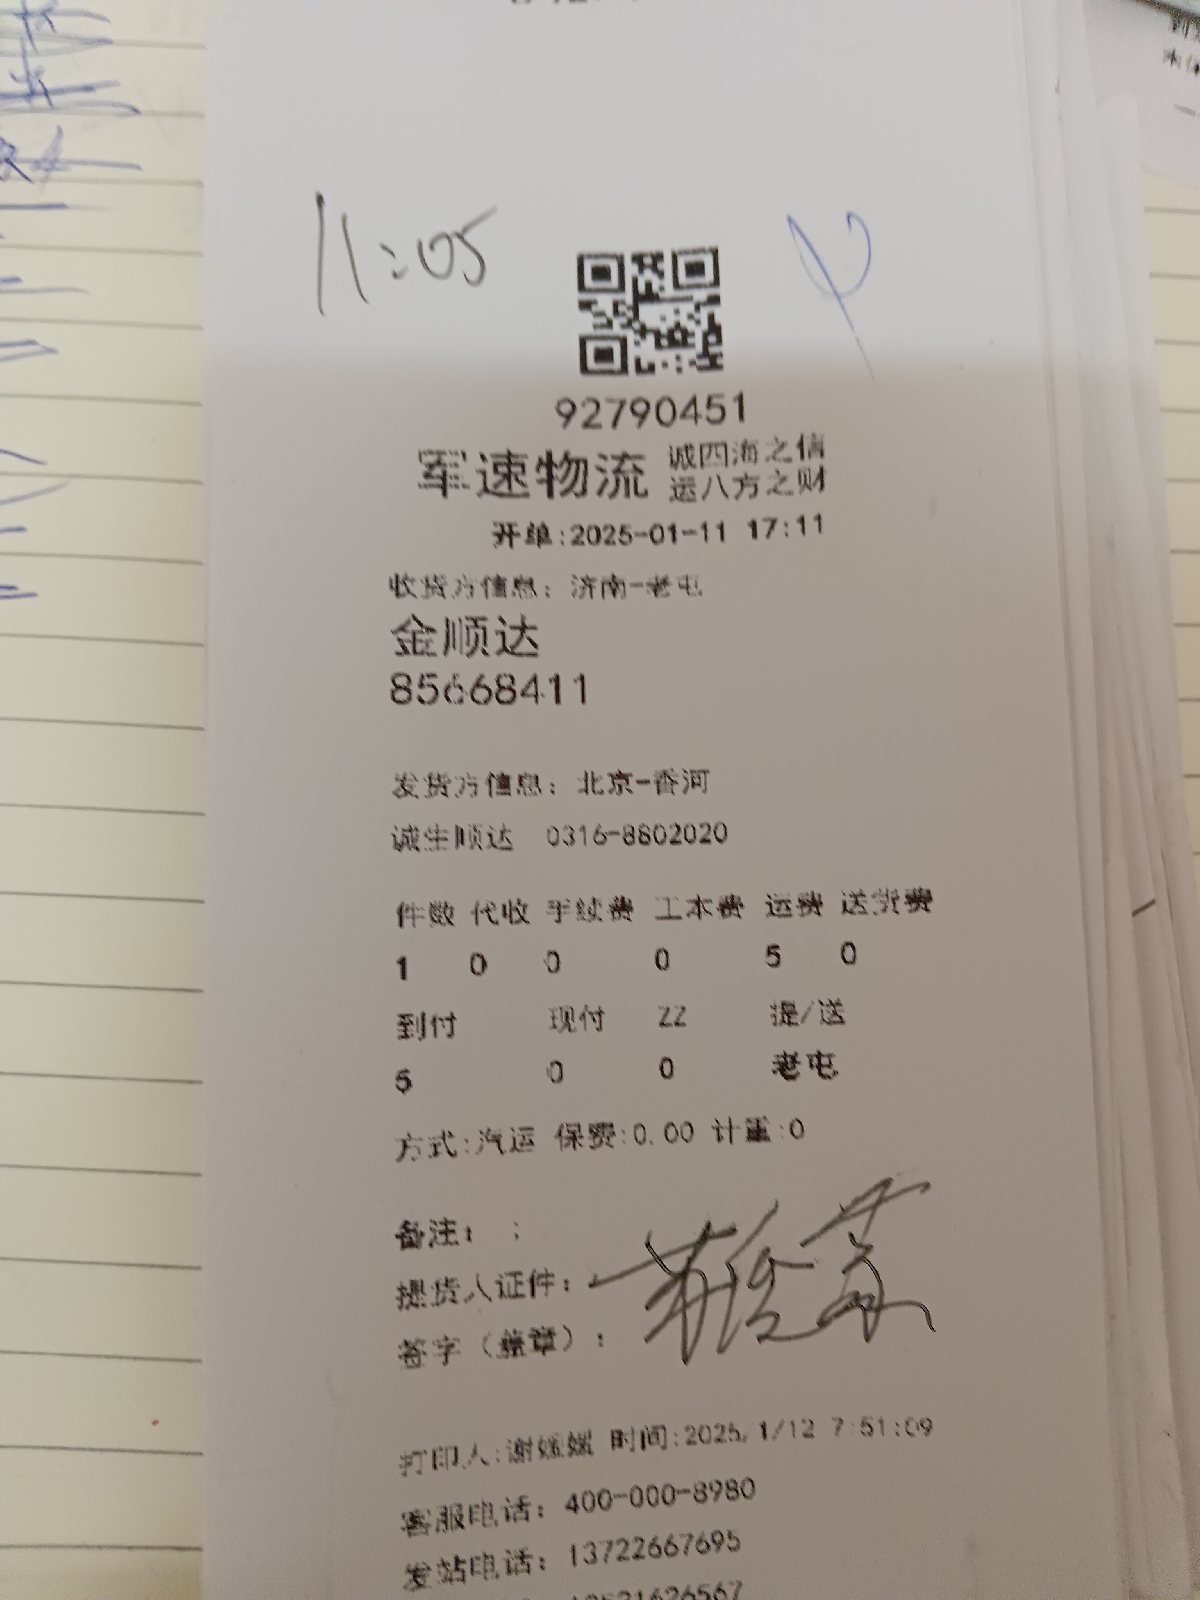 11:05
92790451
军速物流 诚四海之信
运八方之财
开单:2025-01-11 17:11
收货方信息：济南-老屯
金顺达
85668411
发货方信息：北京-香河
诚生顺达 0316-8802020
件数 代收 手续费 工本费 运费 送货费
1 0 0 0 5 0
到付 现付 ZZ 提/送
5 0 0 老屯
方式:汽运 保费:0.00 计重:0
备注： ：
提货人证件：
签字（盖章）：
打印人:谢媛媛 时间:2025/1/12 7:51:09
客服电话：400-000-8980
发站电话：13722667695